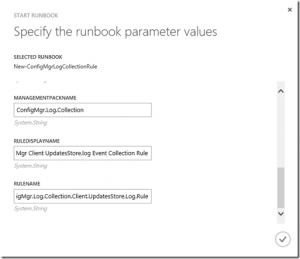 START RUNBOOK
Specify the runbook parameter values
SELECTED RUNBOOK
New-ConfigMgrLogCollectionRule
MANAGEMENTPACKNAME
ConfigMgr.Log.Collection
System.String
RULEDISPLAYNAME
Mgr Client.UpdatesStore.log Event Collection Rule
System.String
RULENAME
igMgr.Log.Collection.Client.UpdatesStore.Log.Rule
System.String